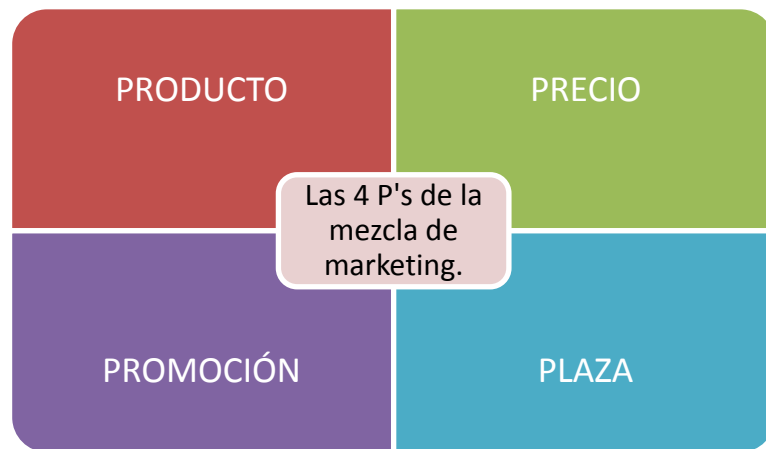 PRODUCTO
PRECIO
Las 4 P's de la
mezcla de
marketing.
PROMOCIÓN
PLAZA